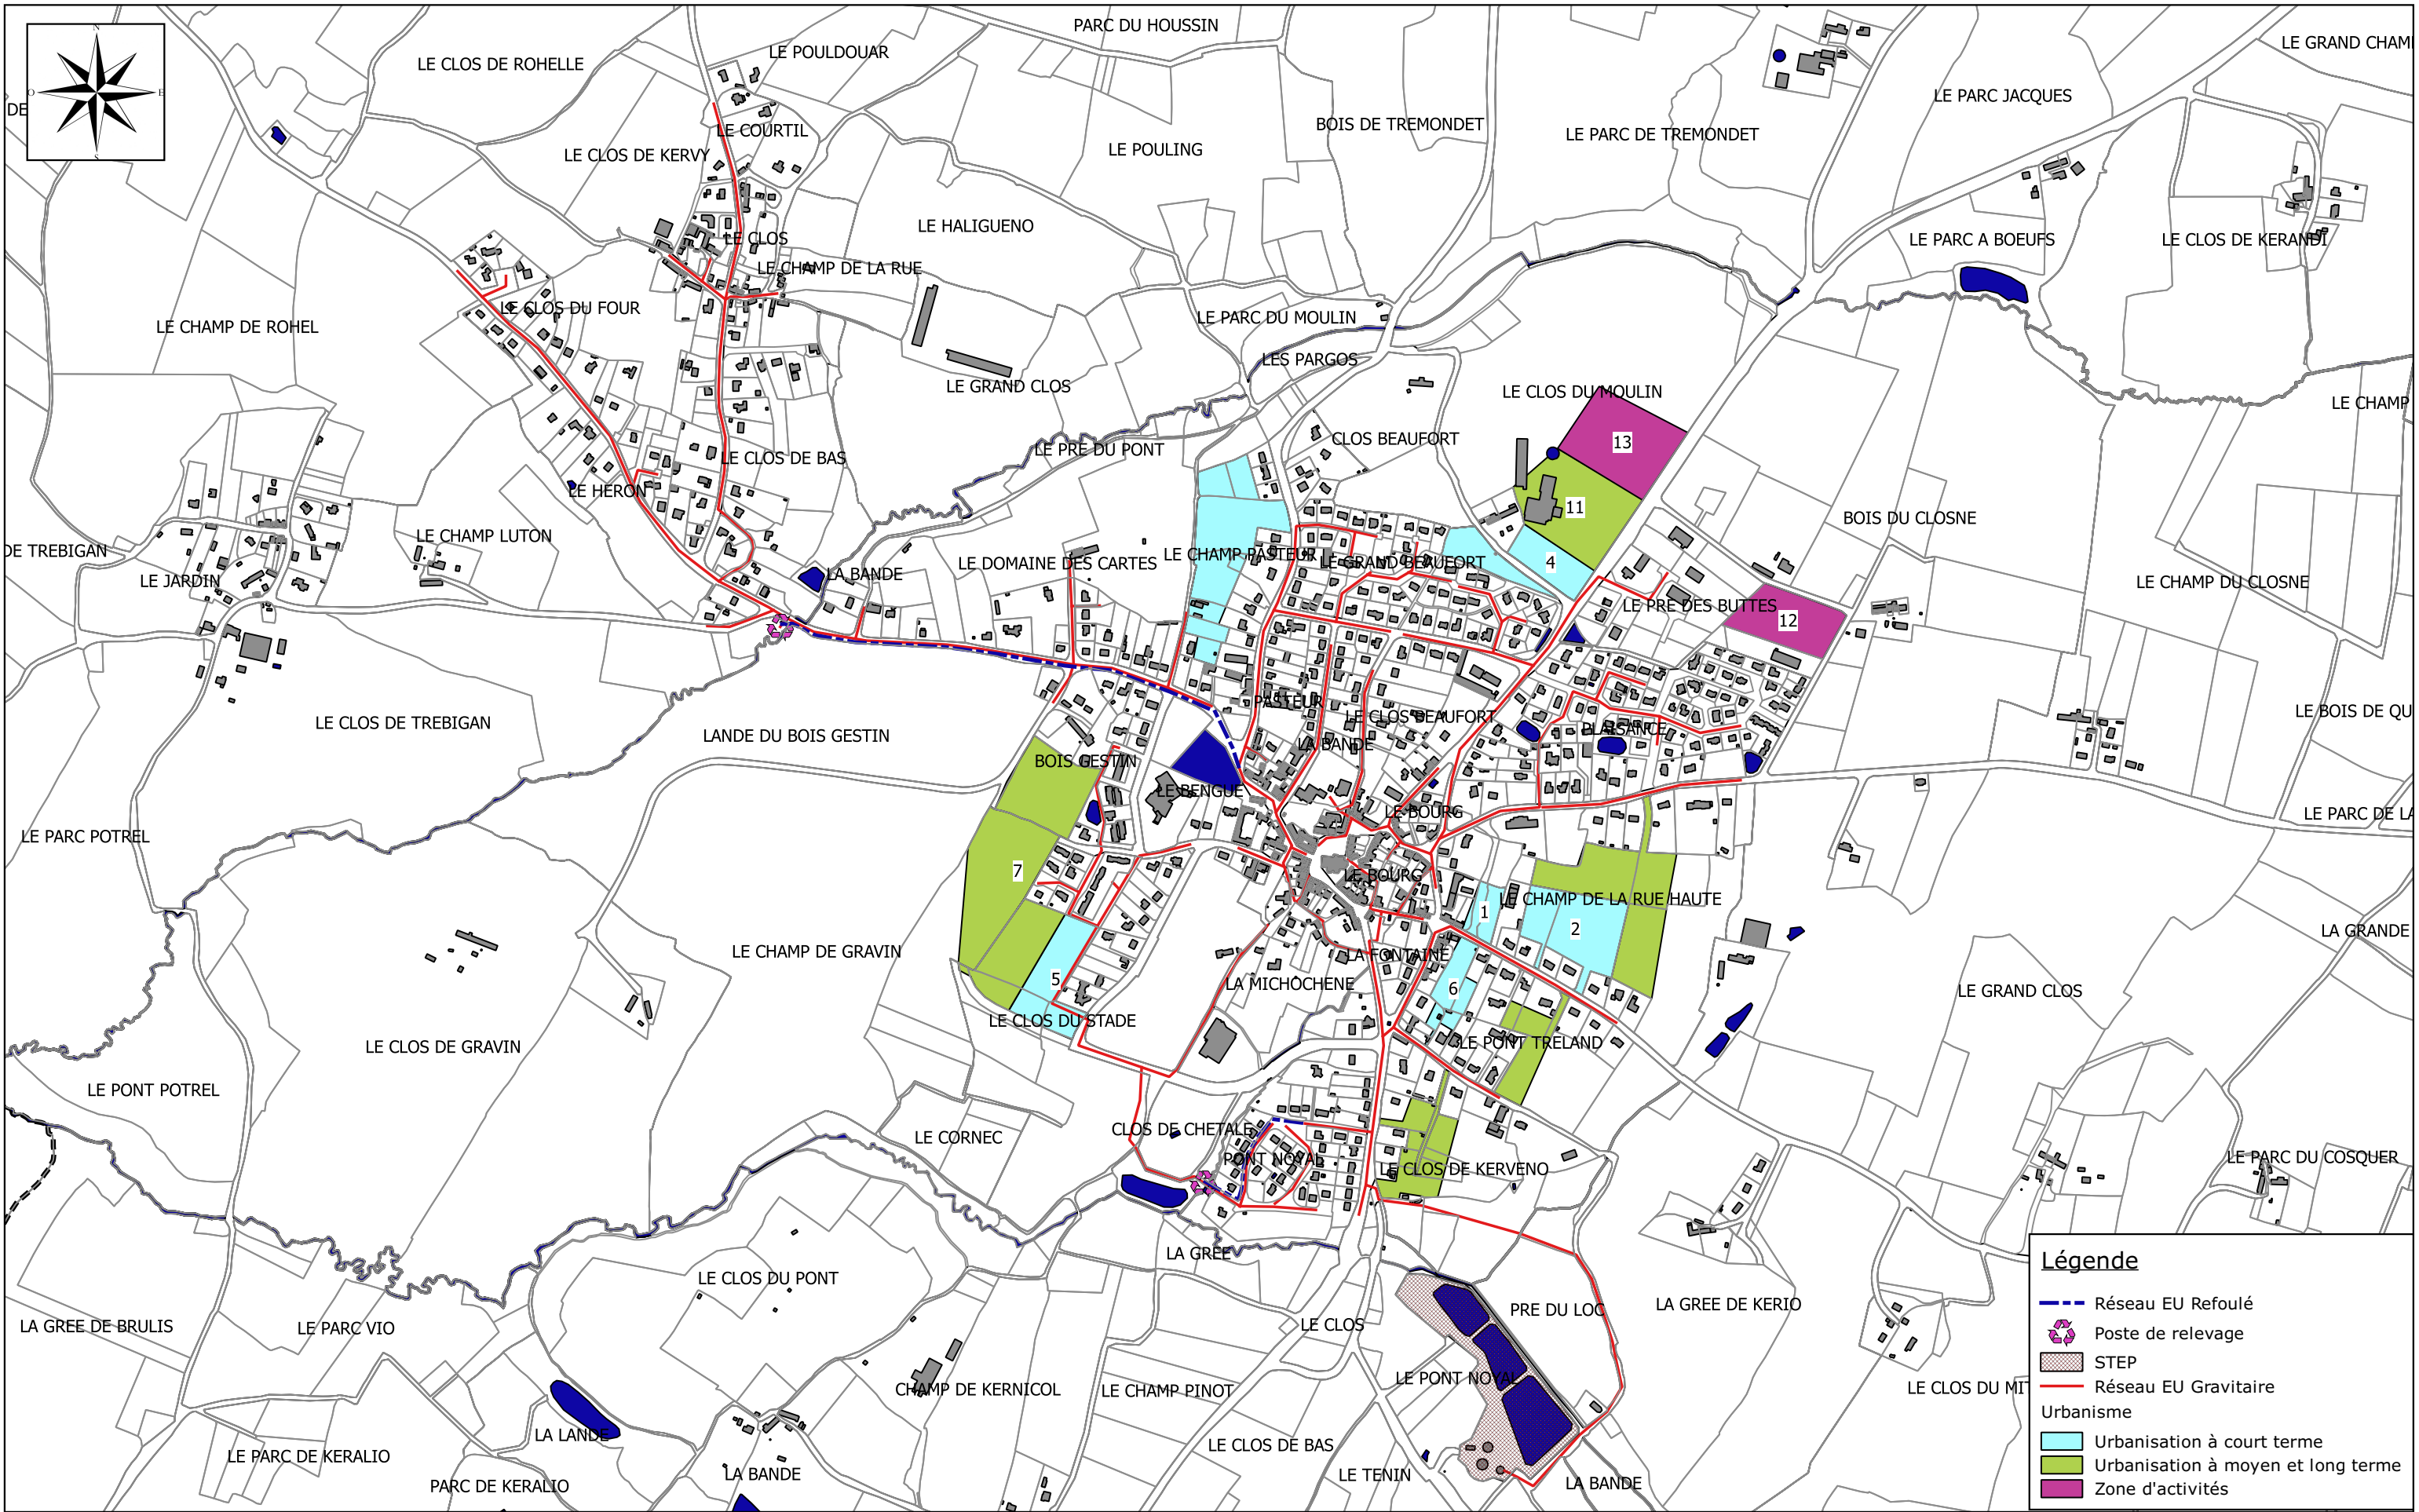 PARC DU HOUSSIN
LE GRAND CHAM
LE POULDOUAR
LE CLOS DE ROHELLE
N
O
E
S
DE
LE PARC JACQUES
LE COURTIL
BOIS DE TREMONDET
LE PARC DE TREMONDET
LE CLOS DE KERVY
LE POULING
LE HALIGUENO
LE CLOS
LE PARC A BOEUFS
LE CLOS DE KERANDI
LE CHAMP DE LA RUE
LE CLOS DU FOUR
LE PARC DU MOULIN
LE CHAMP DE ROHEL
LES PARGOS
LE GRAND CLOS
LE CLOS DU MOULIN
LE CHAMP
CLOS BEAUFORT
13
LE PRE DU PONT
LE CLOS DE BAS
LE HERON
11
BOIS DU CLOSNE
LE CHAMP LUTON
DE TREBIGAN
LE CHAMP PASTEUR
LE DOMAINE DES CARTES
LE GRAND BEAUFORT
4
LA BANDE
LE JARDIN
LE CHAMP DU CLOSNE
LE PRE DES BUTTES
12
PASTEUR
LE BOIS DE QU
LE CLOS BEAUFORT
LE CLOS DE TREBIGAN
PLAISANCE
LANDE DU BOIS GESTIN
LA BANDE
BOIS GESTIN
LE BENGUE
LE BOURG
LE PARC DE LA
LE PARC POTREL
7
LE BOURG
LE CHAMP DE LA RUE HAUTE
1
2
LA GRANDE
LE CHAMP DE GRAVIN
LA FONTAINE
5
LA MICHOCHENE
6
LE GRAND CLOS
LE CLOS DU STADE
LE CLOS DE GRAVIN
LE PONT TRELAND
LE PONT POTREL
CLOS DE CHETALE
LE CORNEC
PONT NOYAL
LE CLOS DE KERVENO
LE PARC DU COSQUER
LA GREE
LE CLOS DU PONT
LA GREE DE KERIO
PRE DU LOC
LA GREE DE BRULIS
LE PARC VIO
LE CLOS
LE PONT NOYAL
CHAMP DE KERNICOL
LE CHAMP PINOT
LE CLOS DU MIT
LA LANDE
LE CLOS DE BAS
LE PARC DE KERALIO
LA BANDE
LE TENIN
LA BANDE
PARC DE KERALIO
Légende
Réseau EU Refoulé
Poste de relevage
STEP
Réseau EU Gravitaire
Urbanisme
Urbanisation à court terme
Urbanisation à moyen et long terme
Zone d'activités